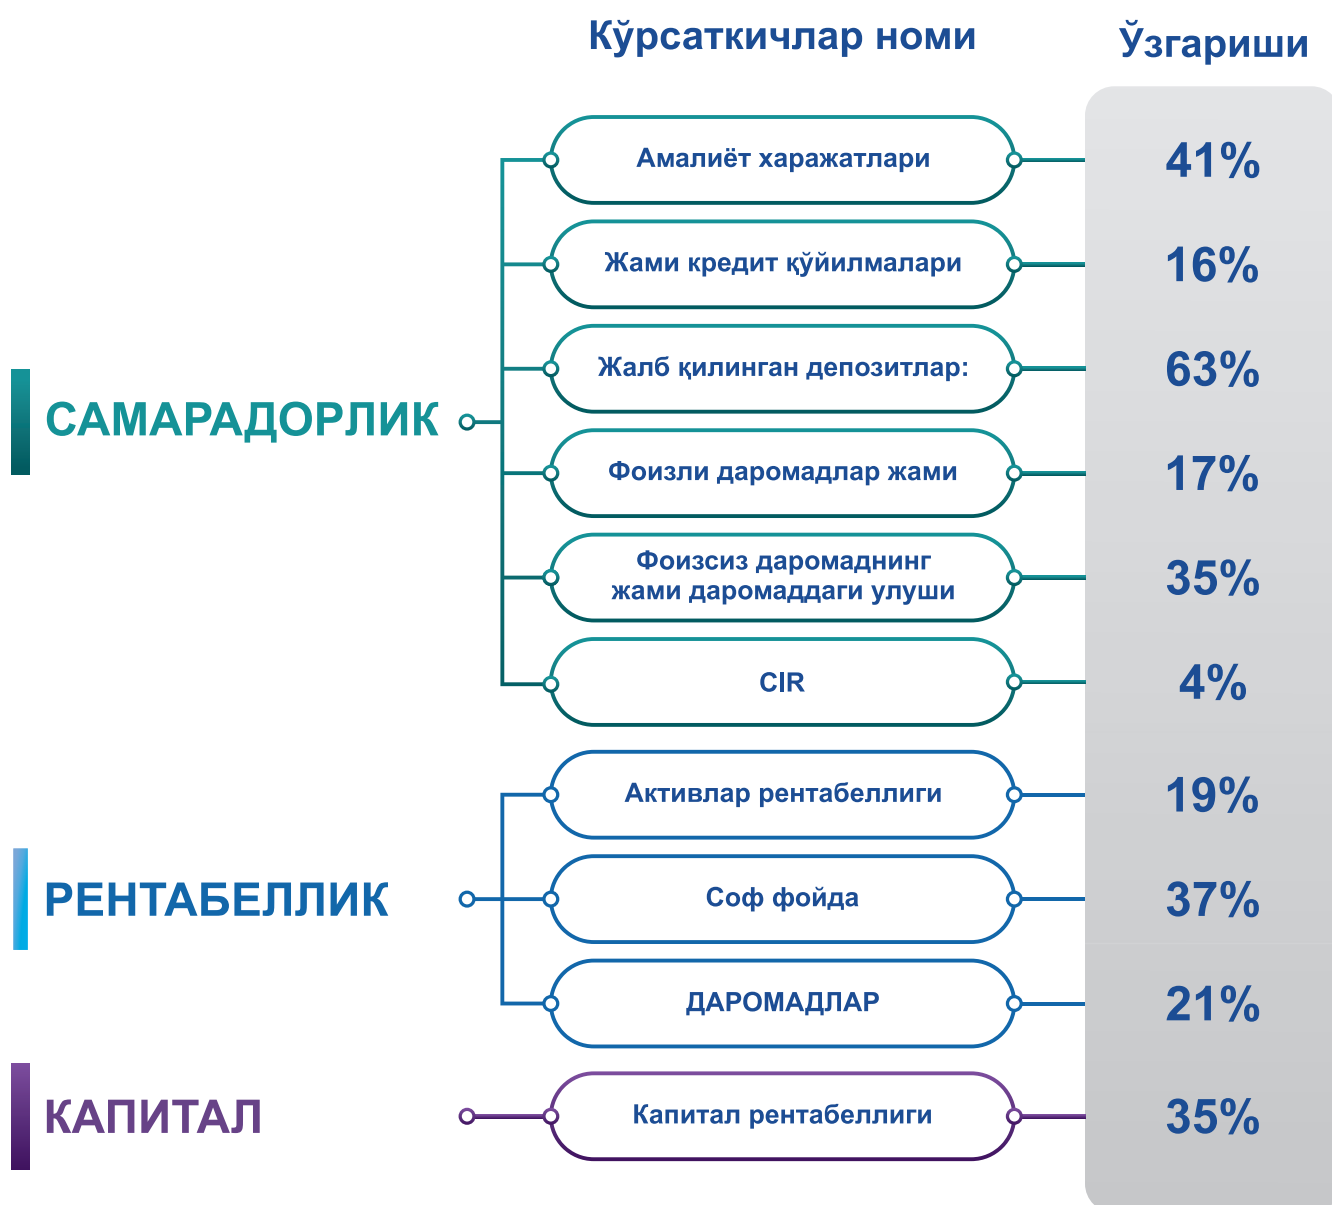 Кўрсаткичлар номи
Ўзгариши
САМАРАДОРЛИК
Амалиёт харажатлари
41%
Жами кредит қўйилмалари
16%
Жалб қилинган депозитлар:
63%
Фоизли даромадлар жами
17%
Фоизсиз даромаднинг
жами даромаддаги улуши
35%
CIR
4%
РЕНТАБЕЛЛИК
Активлар рентабеллиги
19%
Соф фойда
37%
ДАРОМАДЛАР
21%
КАПИТАЛ
Капитал рентабеллиги
35%